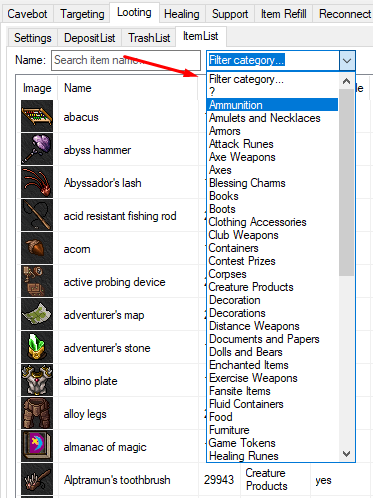 Cavebot Targeting Looting Healing Support Item Refill Reconnect
Settings DepositList TrashList ItemList
Name: Search item name... Filter category...
Image Name
Filter category...
?
Ammunition
Amulets and Necklaces
Armors
Attack Runes
Axe Weapons
Axes
Blessing Charms
Books
Boots
Clothing Accessories
Club Weapons
Containers
Contest Prizes
Corpses
Creature Products
Decoration
Decorations
Distance Weapons
Documents and Papers
Dolls and Bears
Enchanted Items
Exercise Weapons
Fansite Items
Fluid Containers
Food
Furniture
Game Tokens
Healing Runes
abacus
abyss hammer
Abyssador's lash
acid resistant fishing rod
acorn
active probing device
adventurer's map
adventurer's stone
albino plate
alloy legs
almanac of magic
Alptramun's toothbrush 29943 Creature Products yes